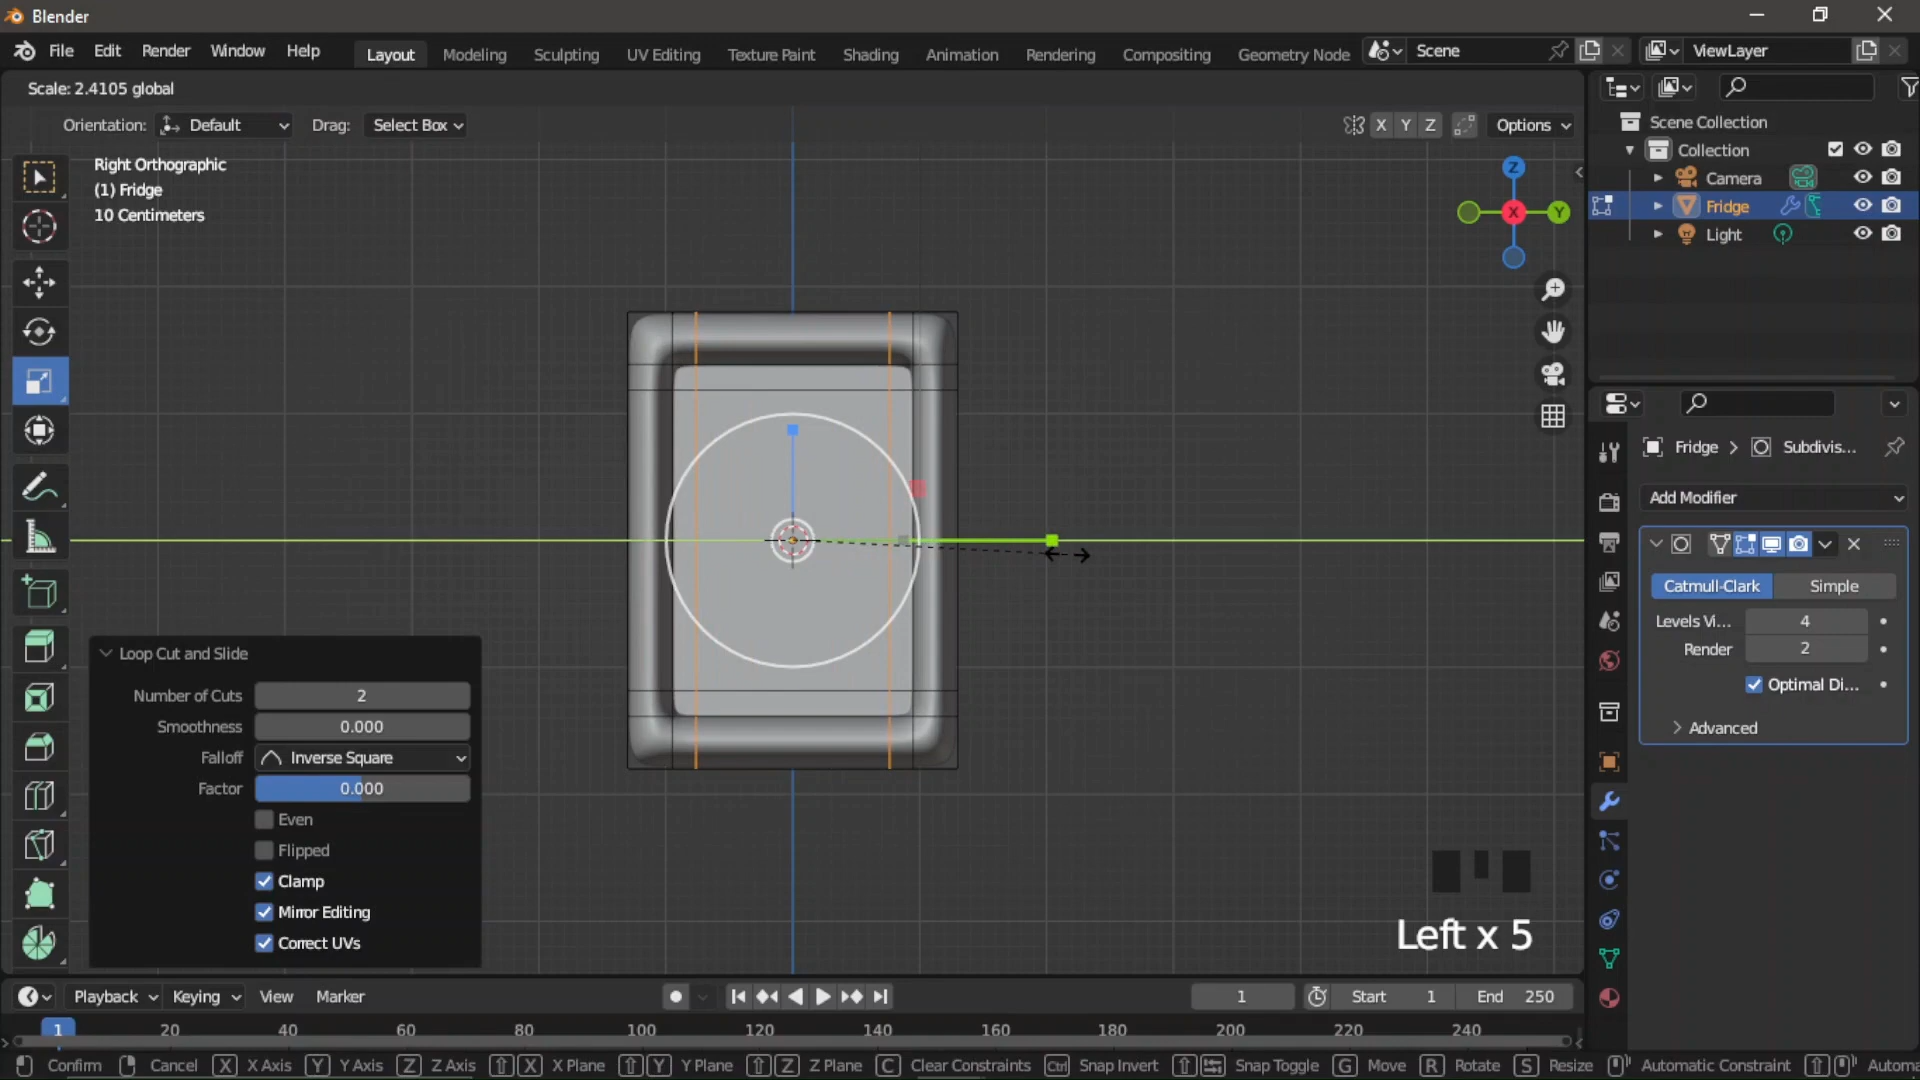 Blender
File Edit Render Window Help Layout Modeling Sculpting UV Editing Texture Paint Shading Animation Rendering Compositing Geometry Node Scene ViewLayer
Scale: 2.4105 global
Orientation: Default Drag: Select Box X Y Z Options
Right Orthographic
(1) Fridge
10 Centimeters
Z
X Y
Scene Collection
Collection
Camera
Fridge
Light
Fridge Subdivis...
Add Modifier
Catmull-Clark Simple
Levels Vi... 4
Render 2
Optimal Di...
Advanced
Loop Cut and Slide
Number of Cuts 2
Smoothness 0.000
Falloff Inverse Square
Factor 0.000
Even
Flipped
Clamp
Mirror Editing
Correct UVs
Left x 5
Playback Keying View Marker 1 Start 1 End 250
1 20 40 60 80 100 120 140 160 180 200 220 240
Confirm Cancel X X Axis Y Y Axis Z Z Axis X X Plane Y Y Plane Z Z Plane C Clear Constraints Ctrl Snap Invert Snap Toggle G Move R Rotate S Resize Automatic Constraint Automa